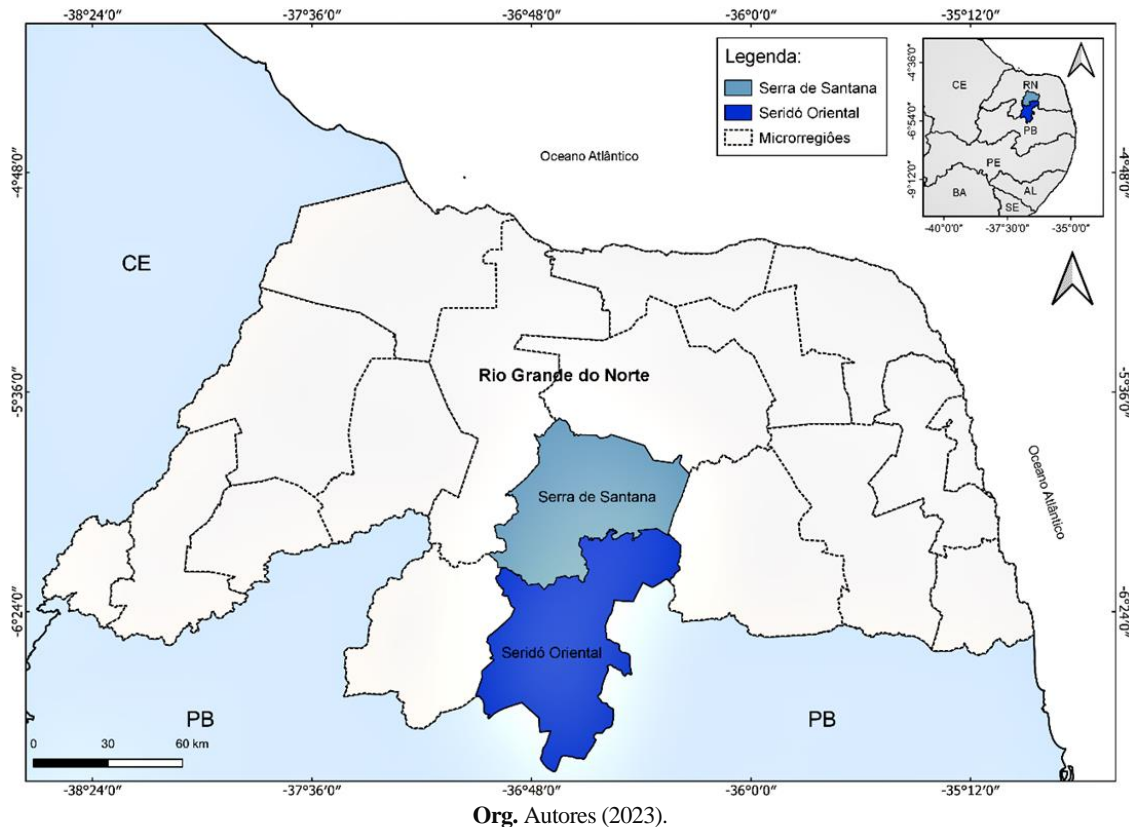 -38°24'0" -37°36'0" -36°48'0" -36°0'0" -35°12'0"
Legenda:
Serra de Santana
Seridó Oriental
Microrregiões
-4°36'0"
-6°54'0"
-9°12'0"
CE
RN
PB
PE
AL
BA
SE
-40°0'0" -37°30'0" -35°0'0"
Oceano Atlântico
-4°48'0" -4°48'0"
CE
Rio Grande do Norte
-5°36'0" -5°36'0"
Serra de Santana
Oceano Atlântico
-6°24'0" -6°24'0"
Seridó Oriental
PB PB
0 30 60 km
-38°24'0" -37°36'0" -36°48'0" -36°0'0" -35°12'0"
Org. Autores (2023).